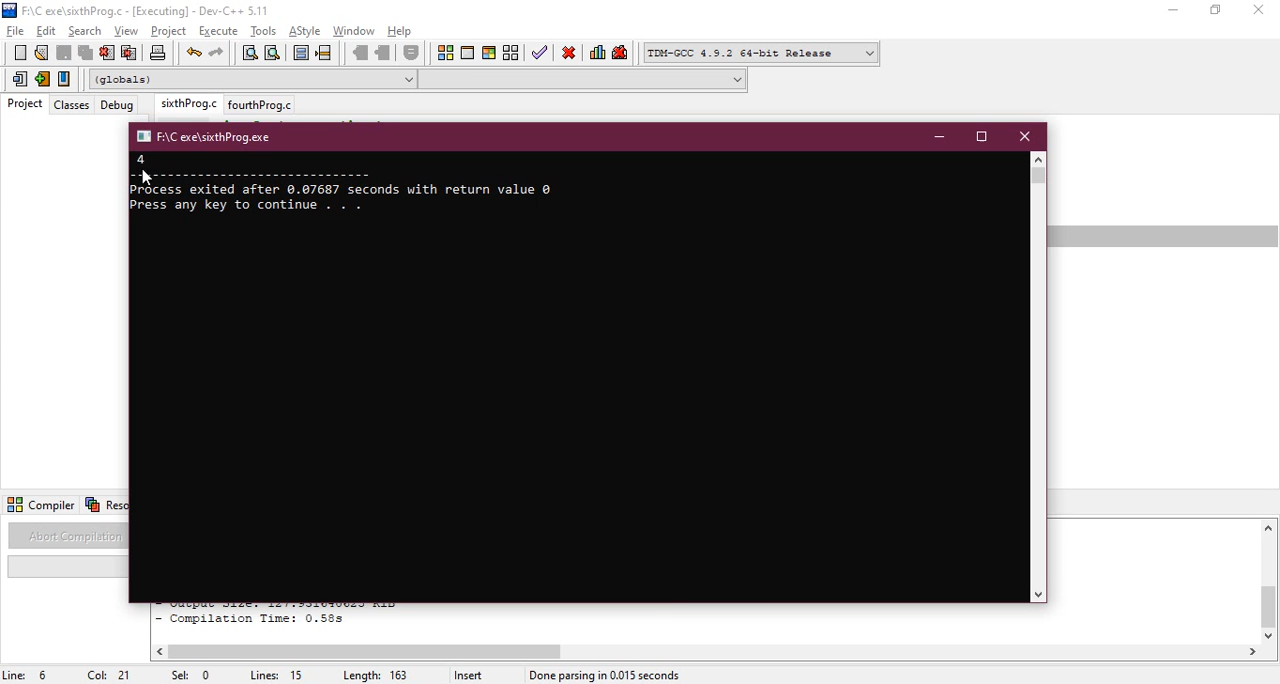 F:\C exe\sixthProg.c - [Executing] - Dev-C++ 5.11
File Edit Search View Project Execute Tools AStyle Window Help
TDM-GCC 4.9.2 64-bit Release
(globals)
Project Classes Debug sixthProg.c fourthProg.c
F:\C exe\sixthProg.exe
4
--------------------------------
Process exited after 0.07687 seconds with return value 0
Press any key to continue . . .
Compiler Reso
Abort Compilation
- Compilation Time: 0.58s
Line: 6 Col: 21 Sel: 0 Lines: 15 Length: 163 Insert Done parsing in 0.015 seconds